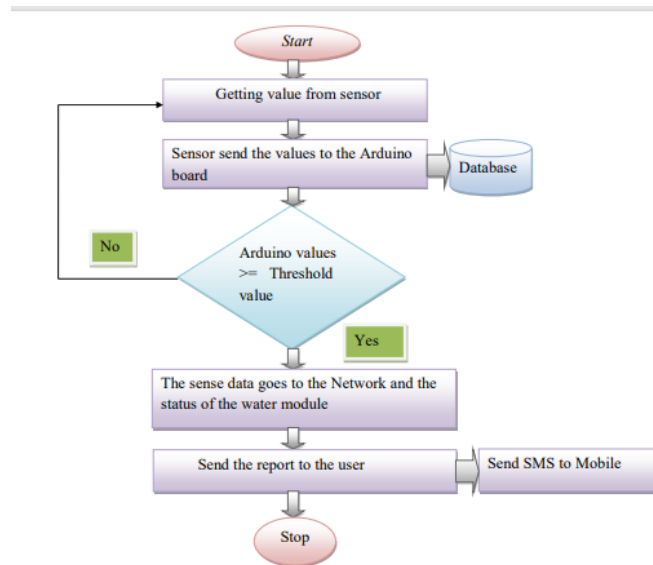 Start
Getting value from sensor
Sensor send the values to the Arduino
board
Database
Arduino values
>= Threshold
value
No
Yes
The sense data goes to the Network and the
status of the water module
Send the report to the user
Send SMS to Mobile
Stop